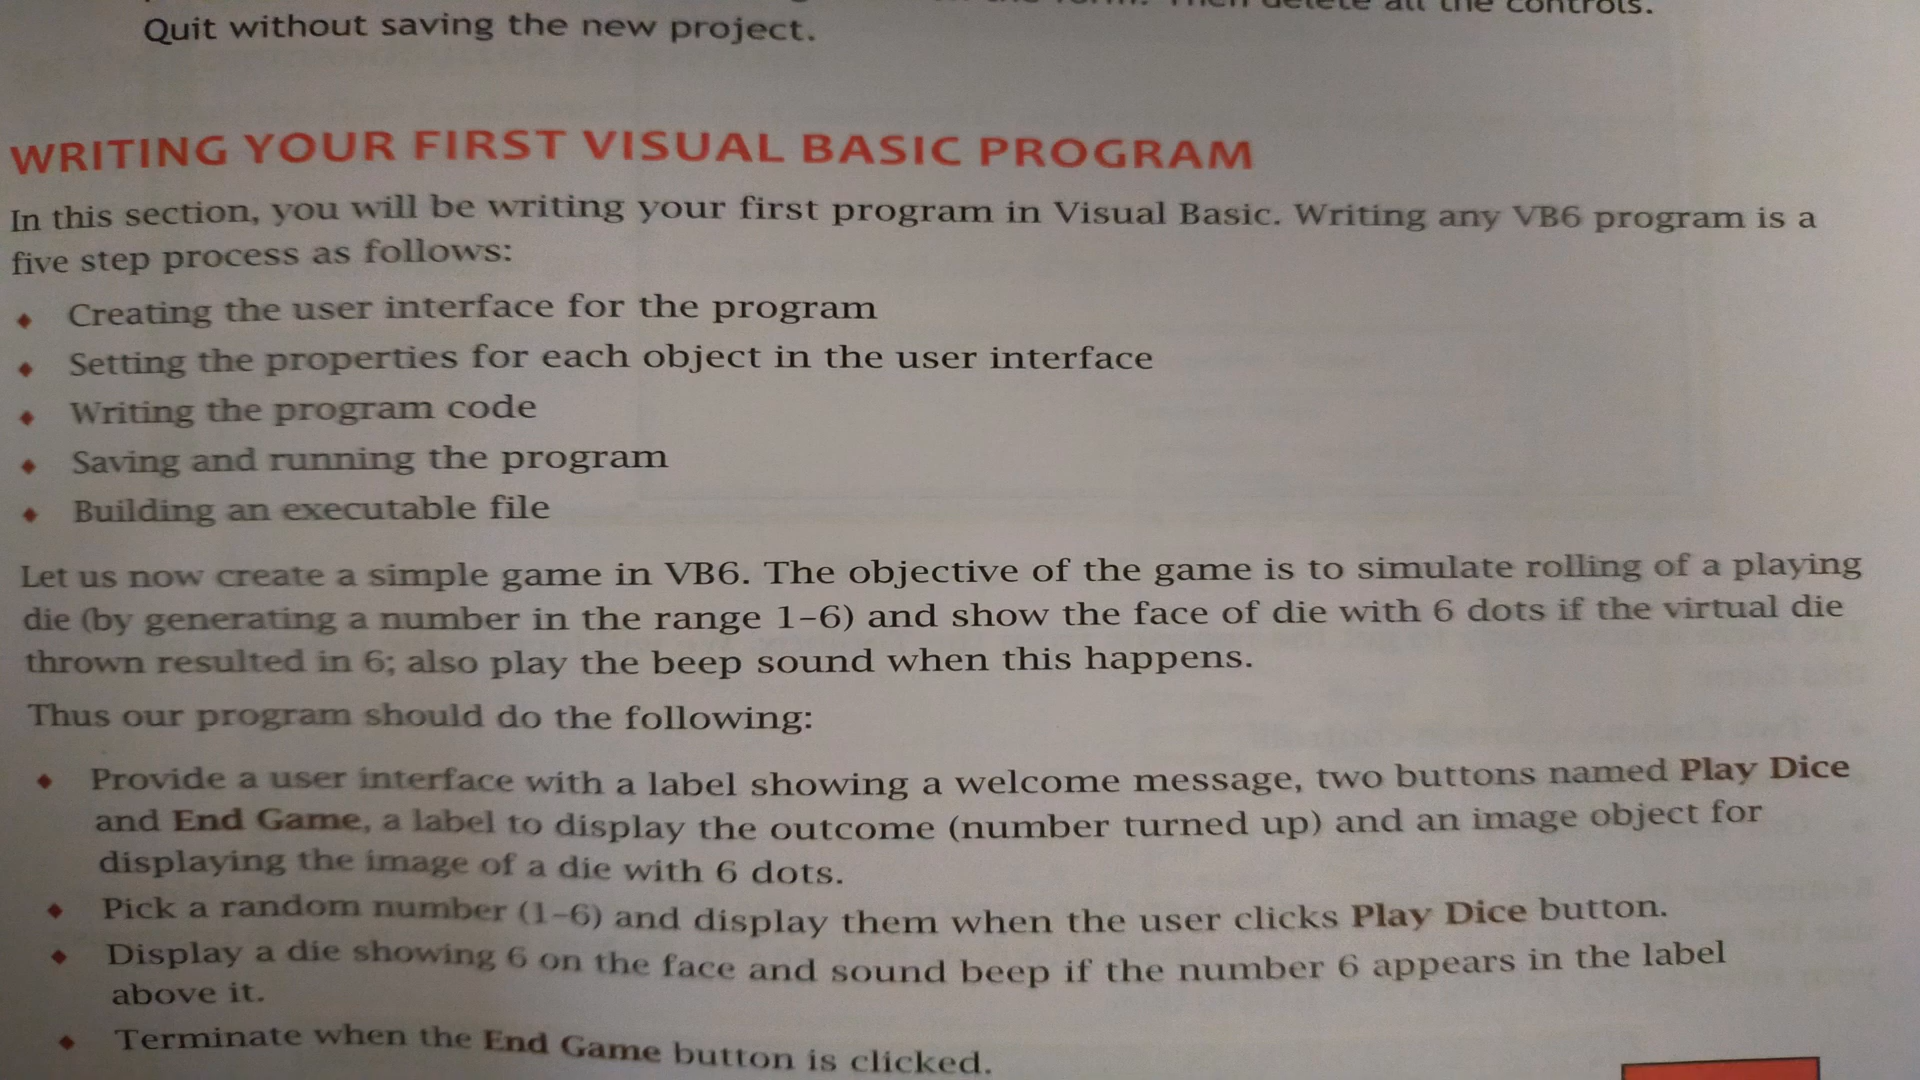 the form. Then delete all the controls.
Quit without saving the new project.
WRITING YOUR FIRST VISUAL BASIC PROGRAM
In this section, you will be writing your first program in Visual Basic. Writing any VB6 program is a
five step process as follows:
♦ Creating the user interface for the program
♦ Setting the properties for each object in the user interface
♦ Writing the program code
♦ Saving and running the program
♦ Building an executable file
Let us now create a simple game in VB6. The objective of the game is to simulate rolling of a playing
die (by generating a number in the range 1–6) and show the face of die with 6 dots if the virtual die
thrown resulted in 6; also play the beep sound when this happens.
Thus our program should do the following:
♦ Provide a user interface with a label showing a welcome message, two buttons named Play Dice
and End Game, a label to display the outcome (number turned up) and an image object for
displaying the image of a die with 6 dots.
♦ Pick a random number (1–6) and display them when the user clicks Play Dice button.
♦ Display a die showing 6 on the face and sound beep if the number 6 appears in the label
above it.
♦ Terminate when the End Game button is clicked.